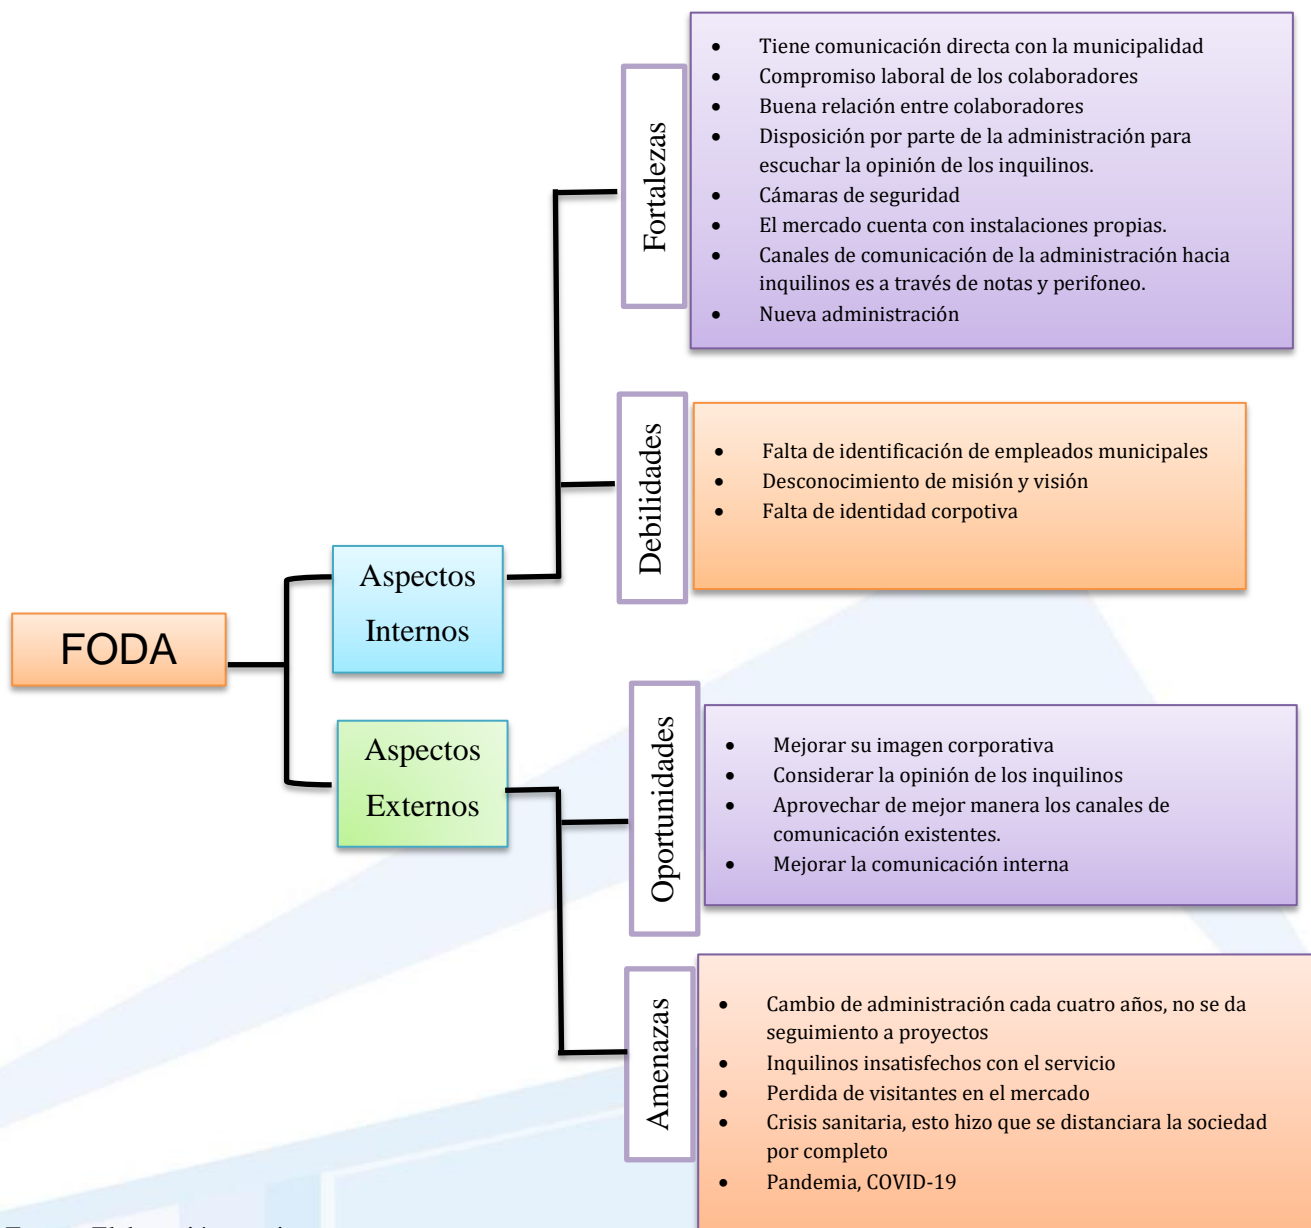 FODA
Aspectos
Internos
Fortalezas
• Tiene comunicación directa con la municipalidad
• Compromiso laboral de los colaboradores
• Buena relación entre colaboradores
• Disposición por parte de la administración para
escuchar la opinión de los inquilinos.
• Cámaras de seguridad
• El mercado cuenta con instalaciones propias.
• Canales de comunicación de la administración hacia
inquilinos es a través de notas y perifoneo.
• Nueva administración
Debilidades
• Falta de identificación de empleados municipales
• Desconocimiento de misión y visión
• Falta de identidad corpotiva
Aspectos
Externos
Oportunidades
• Mejorar su imagen corporativa
• Considerar la opinión de los inquilinos
• Aprovechar de mejor manera los canales de
comunicación existentes.
• Mejorar la comunicación interna
Amenazas
• Cambio de administración cada cuatro años, no se da
seguimiento a proyectos
• Inquilinos insatisfechos con el servicio
• Perdida de visitantes en el mercado
• Crisis sanitaria, esto hizo que se distanciara la sociedad
por completo
• Pandemia, COVID-19